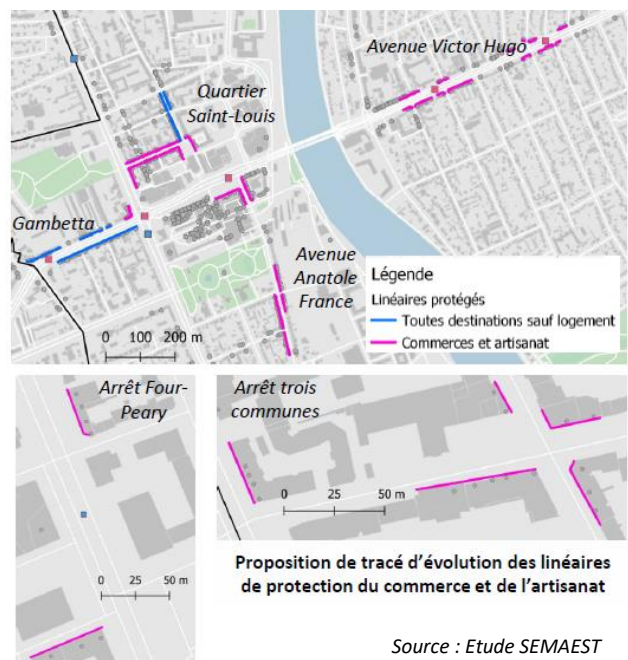 Avenue Victor Hugo
Quartier
Saint-Louis
Gambetta
Avenue
Anatole
France
Légende
Linéaires protégés
Toutes destinations sauf logement
Commerces et artisanat
0 100 200 m
Arrêt Four-
Peary
0 25 50 m
Arrêt trois
communes
0 25 50 m
Proposition de tracé d'évolution des linéaires
de protection du commerce et de l'artisanat
Source : Etude SEMAEST